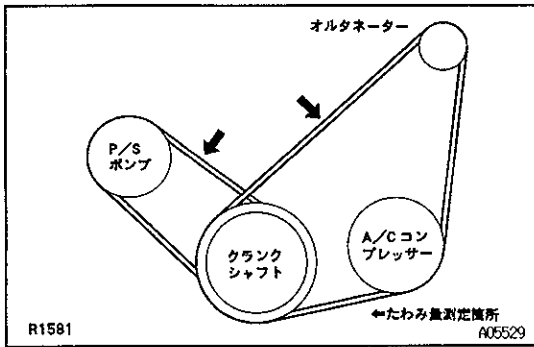 オルタネーター
P/S
ポンプ
A/Cコン
プレッサー
クランク
シャフト
←たわみ量測定箇所
R1581
A05529